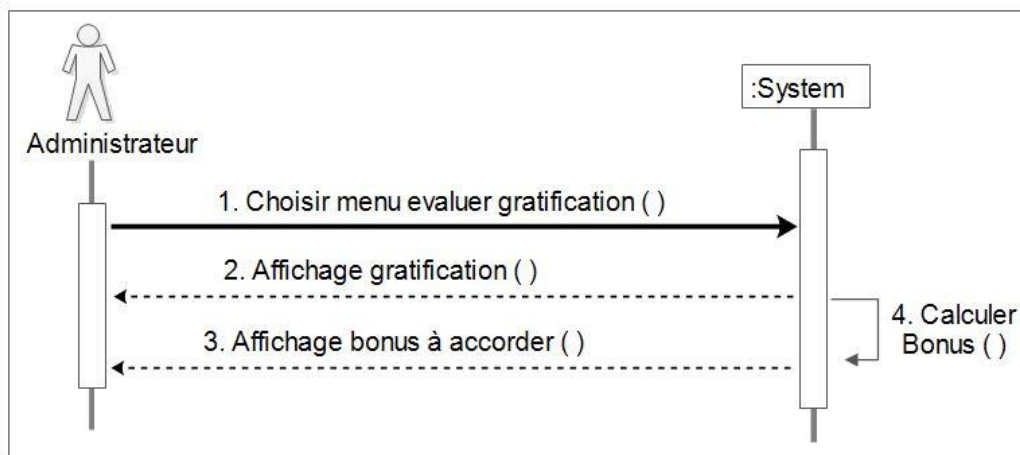 :System
Administrateur
1. Choisir menu evaluer gratification ( )
2. Affichage gratification ( )
3. Affichage bonus à accorder ( )
4. Calculer
Bonus ( )